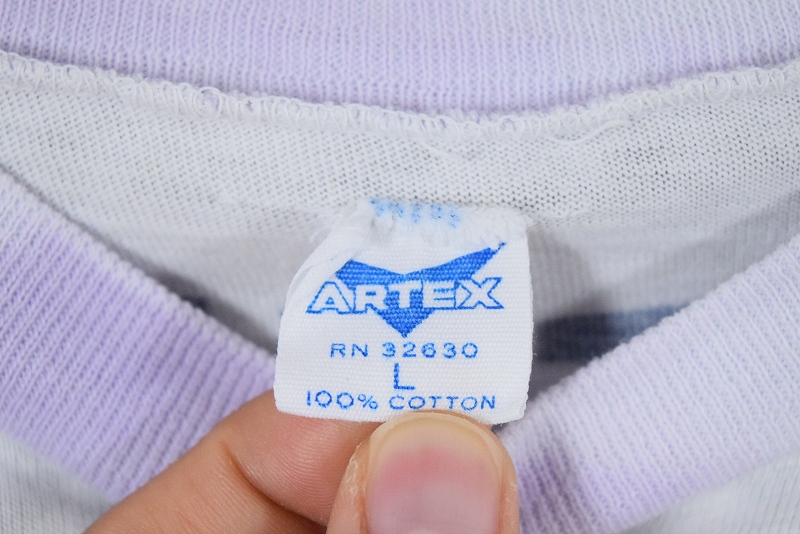 ARTEX
RN 32630
L
100% COTTON